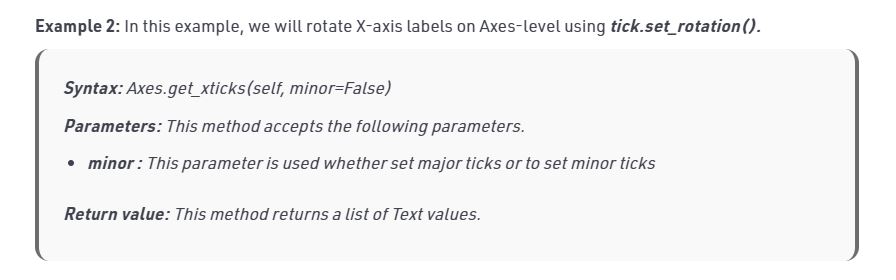 Example 2: In this example, we will rotate X-axis labels on Axes-level using tick.set_rotation().
Syntax: Axes.get_xticks(self, minor=False)
Parameters: This method accepts the following parameters.
• minor : This parameter is used whether set major ticks or to set minor ticks
Return value: This method returns a list of Text values.